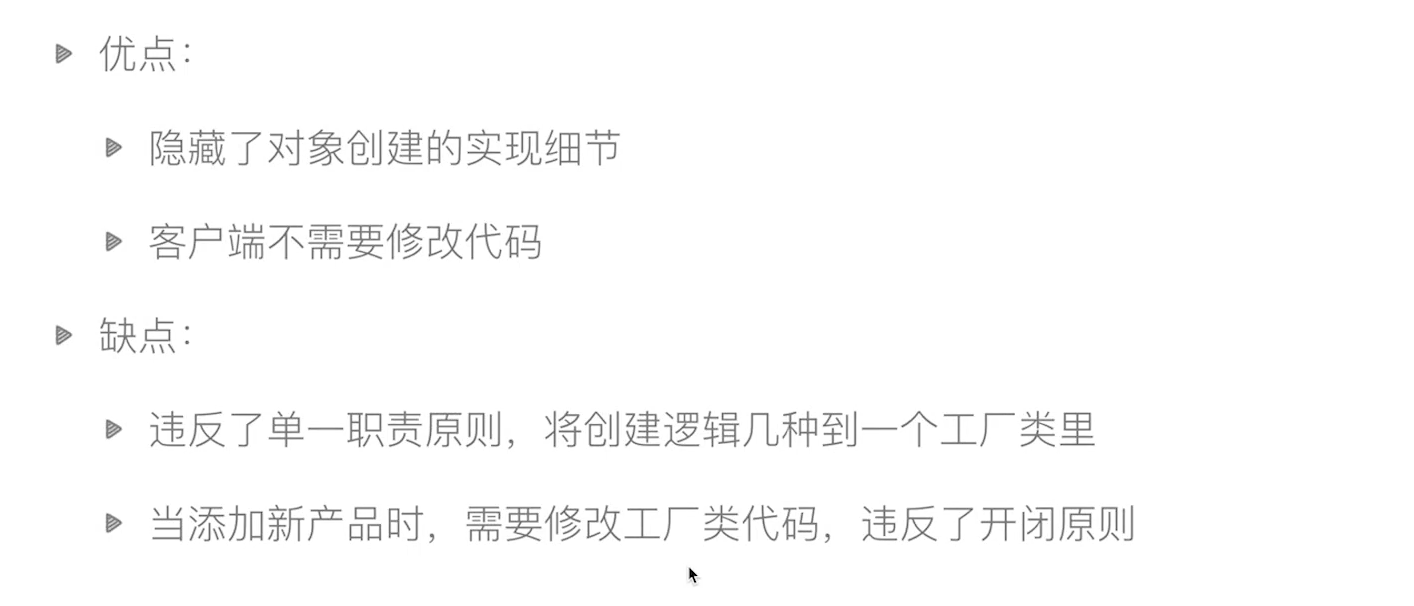 优点：
隐藏了对象创建的实现细节
客户端不需要修改代码
缺点：
违反了单一职责原则，将创建逻辑几种到一个工厂类里
当添加新产品时，需要修改工厂类代码，违反了开闭原则